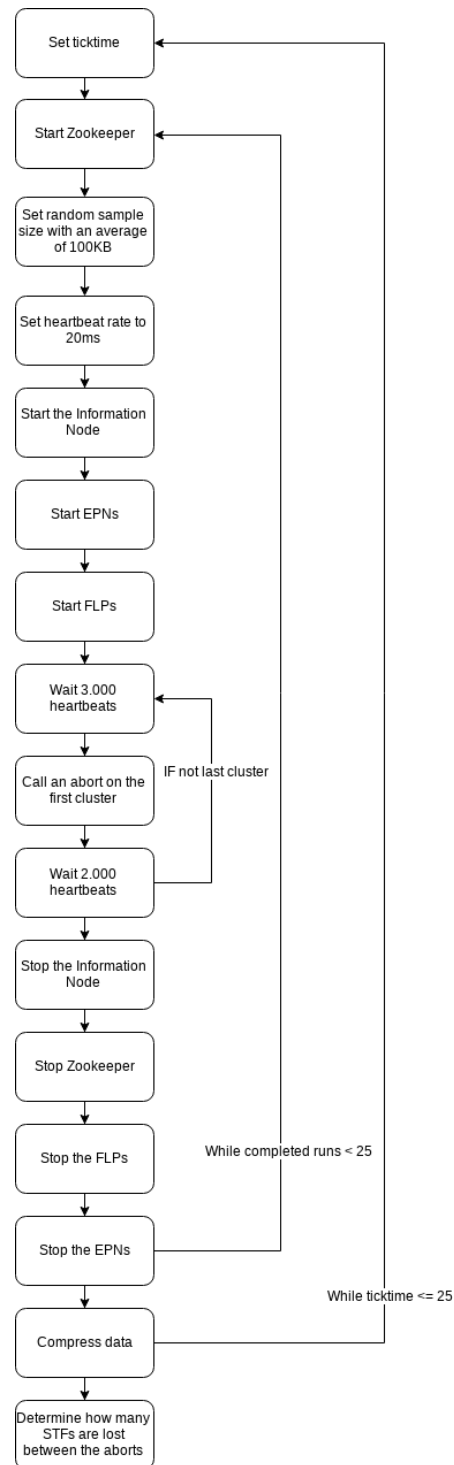 Set ticktime
Start Zookeeper
Set random sample
size with an average
of 100KB
Set heartbeat rate to
20ms
Start the Information
Node
Start EPNs
Start FLPs
Wait 3.000
heartbeats
IF not last cluster
Call an abort on the
first cluster
Wait 2.000
heartbeats
Stop the Information
Node
Stop Zookeeper
Stop the FLPs
While completed runs < 25
Stop the EPNs
While ticktime <= 25
Compress data
Determine how many
STFs are lost
between the aborts